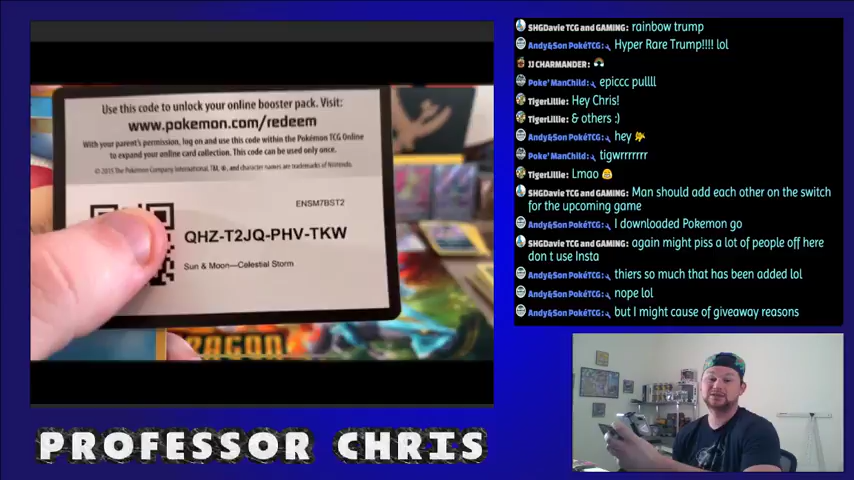 Use this code to unlock your online booster pack. Visit:
www.pokemon.com/redeem
With your parent's permission, log on and use this code within the Pokémon TCG Online
to expand your online card collection. This code can be used only once.
© 2015 The Pokémon Company International. TM, ®, and character names are trademarks of Nintendo.
ENSM7BST2
QHZ-T2JQ-PHV-TKW
Sun & Moon—Celestial Storm
DRAGON
PROFESSOR CHRIS
SHGDavie TCG and GAMING: rainbow trump
Andy&Son PokéTCG: Hyper Rare Trump!!!! lol
JJ CHARMANDER:
Poke' ManChild: epiccc pullll
TigerLillie: Hey Chris!
TigerLillie: & others :)
Andy&Son PokéTCG: hey
Poke' ManChild: tigwrrrrrrr
TigerLillie: Lmao
SHGDavie TCG and GAMING: Man should add each other on the switch
for the upcoming game
Andy&Son PokéTCG: I downloaded Pokemon go
SHGDavie TCG and GAMING: again might piss a lot of people off here
don t use Insta
Andy&Son PokéTCG: thiers so much that has been added lol
Andy&Son PokéTCG: nope lol
Andy&Son PokéTCG: but I might cause of giveaway reasons